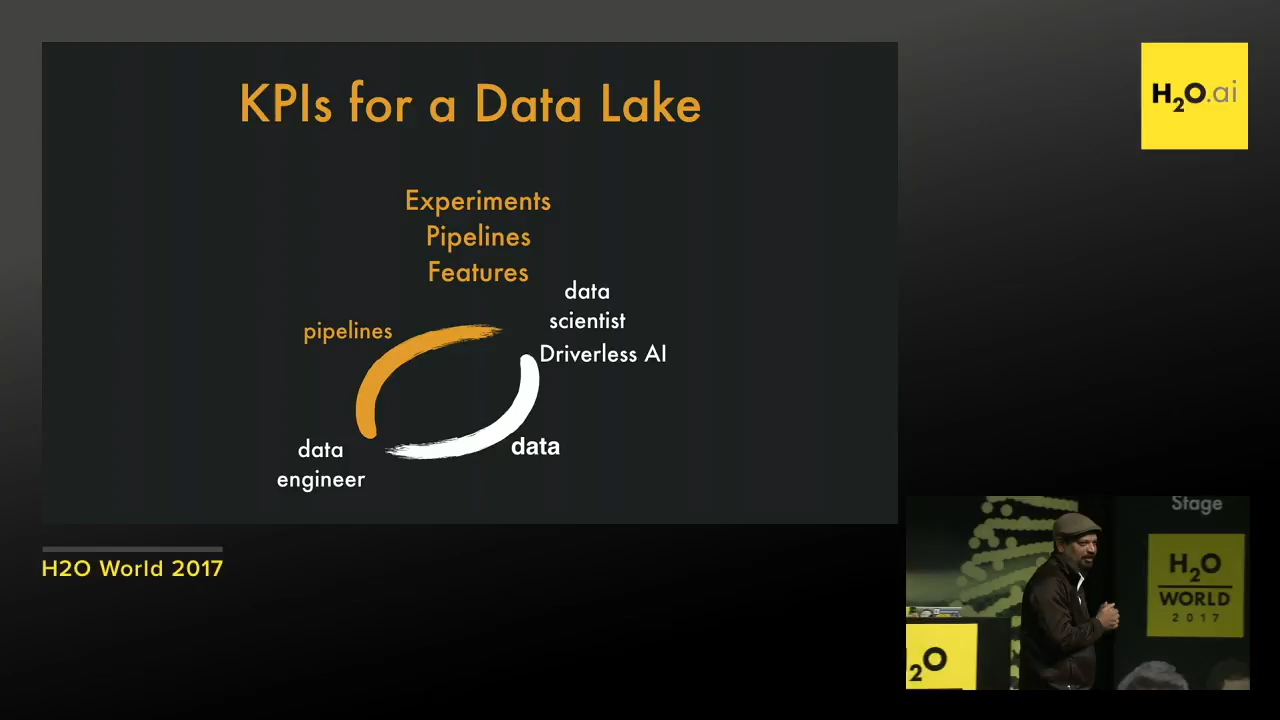 KPIs for a Data Lake
H2O.ai
Experiments
Pipelines
Features
data
scientist
pipelines
Driverless AI
data
data
engineer
H2O World 2017
Stage
H2O
WORLD
2017
H2O